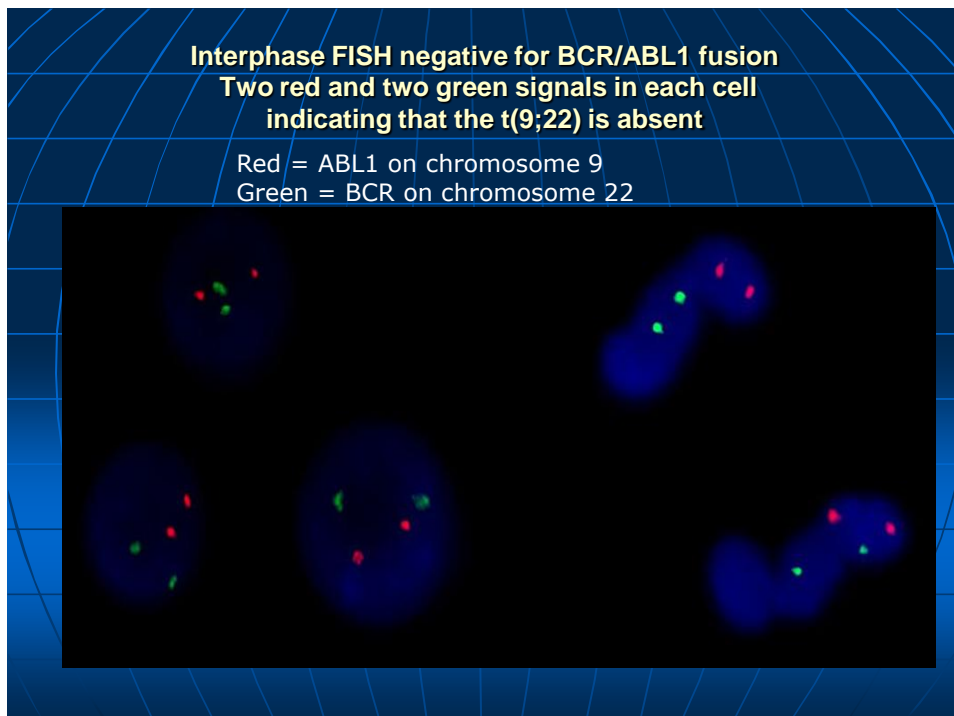 Interphase FISH negative for BCR/ABL1 fusion
Two red and two green signals in each cell
indicating that the t(9;22) is absent
Red = ABL1 on chromosome 9
Green = BCR on chromosome 22